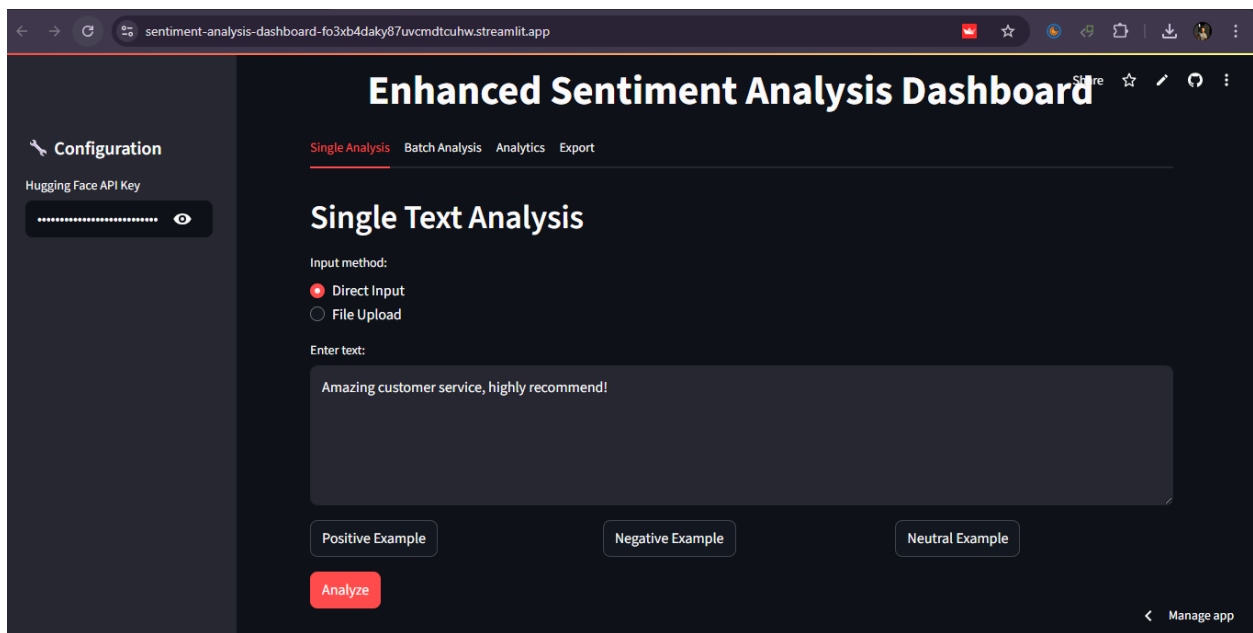 sentiment-analysis-dashboard-fo3xb4daky87uvcmdtcuhw.streamlit.app
Enhanced Sentiment Analysis Dashboard
Share
Configuration
Single Analysis Batch Analysis Analytics Export
Hugging Face API Key
Single Text Analysis
Input method:
Direct Input
File Upload
Enter text:
Amazing customer service, highly recommend!
Positive Example Negative Example Neutral Example
Analyze
Manage app